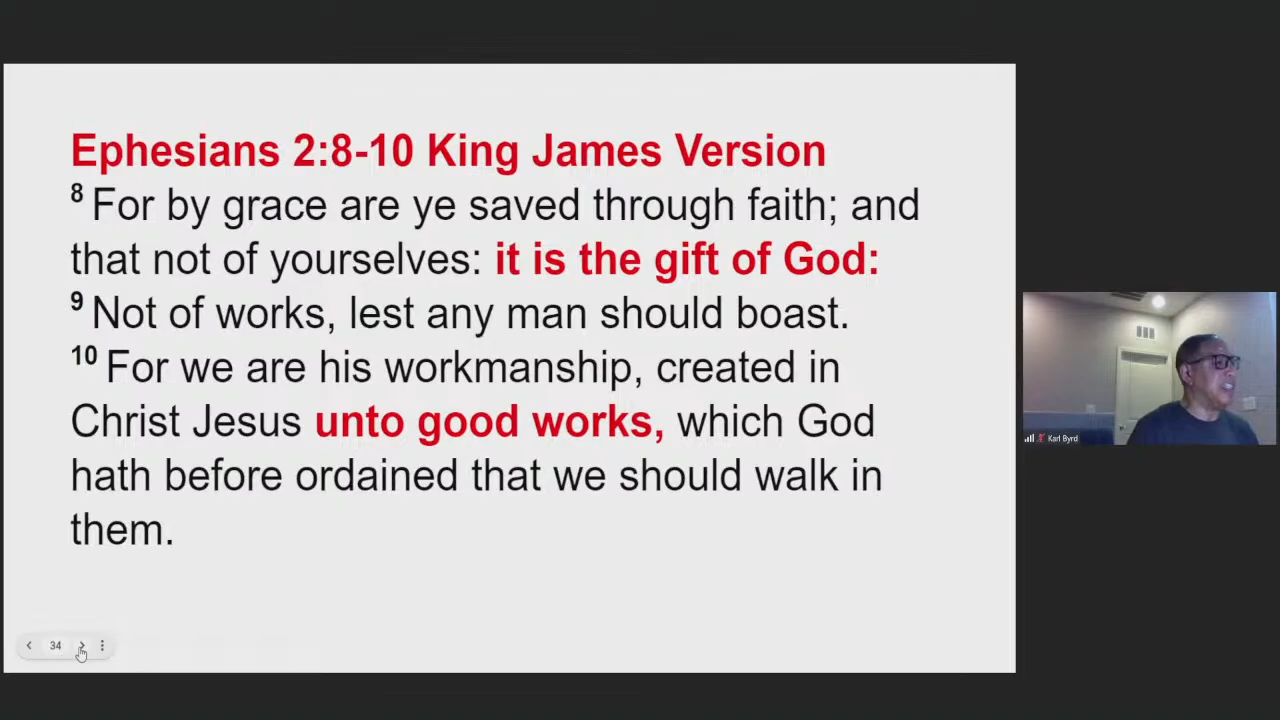 Ephesians 2:8-10 King James Version
8 For by grace are ye saved through faith; and
that not of yourselves: it is the gift of God:
9 Not of works, lest any man should boast.
10 For we are his workmanship, created in
Christ Jesus unto good works, which God
hath before ordained that we should walk in
them.
34
Karl Byrd